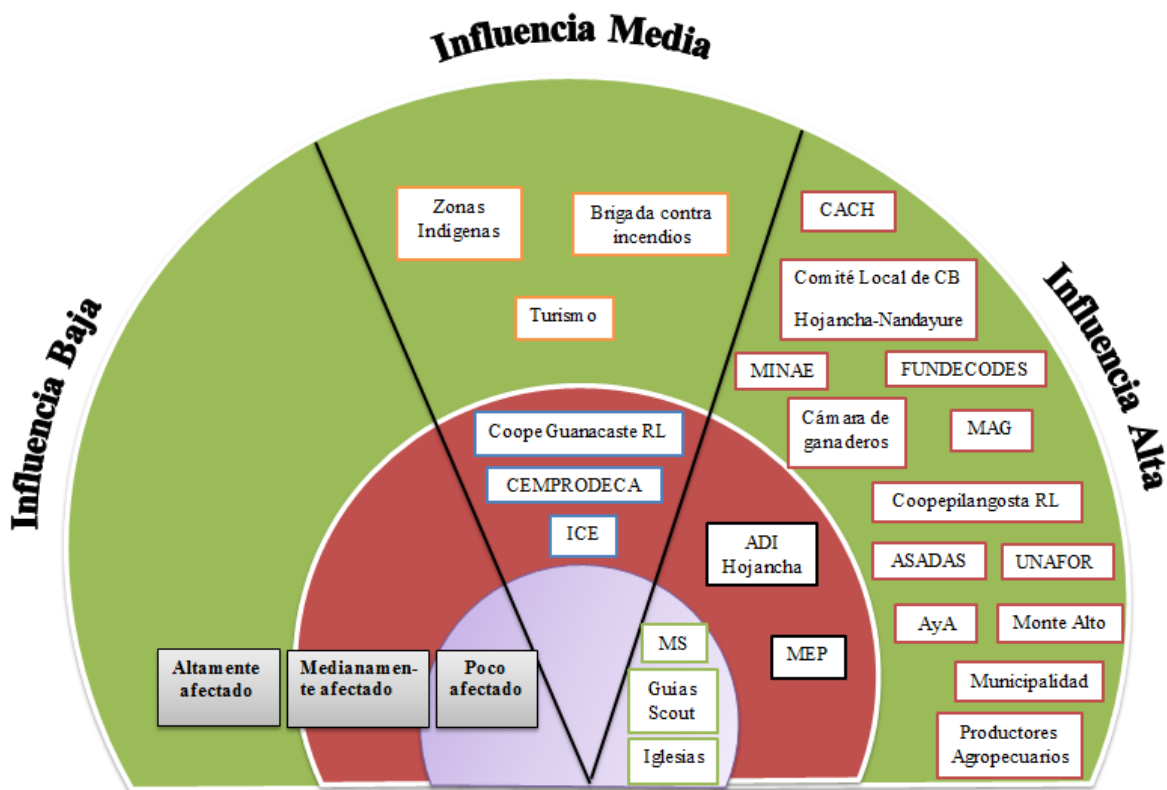 Influencia Media
Influencia Baja
Influencia Alta
Zonas
Indígenas
Brigada contra
incendios
Turismo
CACH
Comité Local de CB
Hojancha-Nandayure
MINAE
FUNDECODES
Cámara de
ganaderos
MAG
Coopepilangosta RL
ASADAS
UNAFOR
AyA
Monte Alto
Municipalidad
Productores
Agropecuarios
Coope Guanacaste RL
CEMPRODECA
ICE
ADI
Hojancha
MEP
MS
Guías
Scout
Iglesias
Altamente
afectado
Medianamen-
te afectado
Poco
afectado